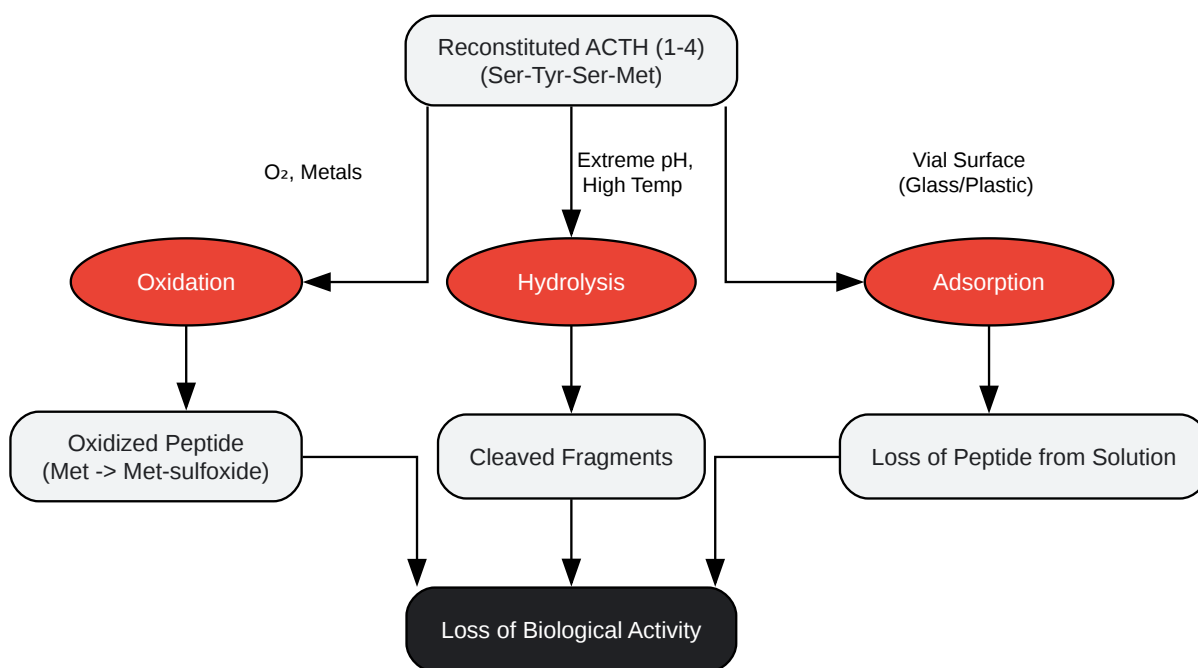 Reconstituted ACTH (1-4)
(Ser-Tyr-Ser-Met)
O₂, Metals
Extreme pH,
High Temp
Vial Surface
(Glass/Plastic)
Oxidation
Hydrolysis
Adsorption
Oxidized Peptide
(Met -> Met-sulfoxide)
Cleaved Fragments
Loss of Peptide from Solution
Loss of Biological Activity